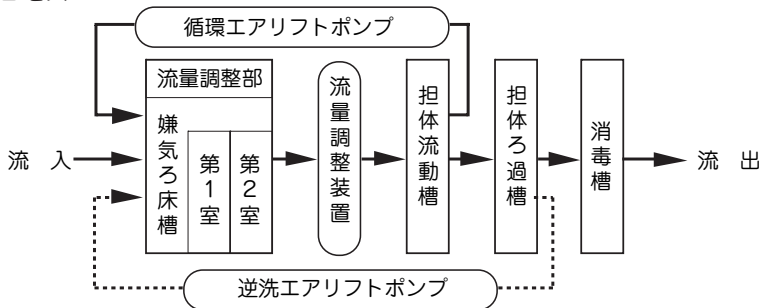 循環エアリフトポンプ
流量調整部
嫌気ろ床槽
第1室
第2室
流量調整装置
担体流動槽
担体ろ過槽
消毒槽
流 入
流 出
逆洗エアリフトポンプ